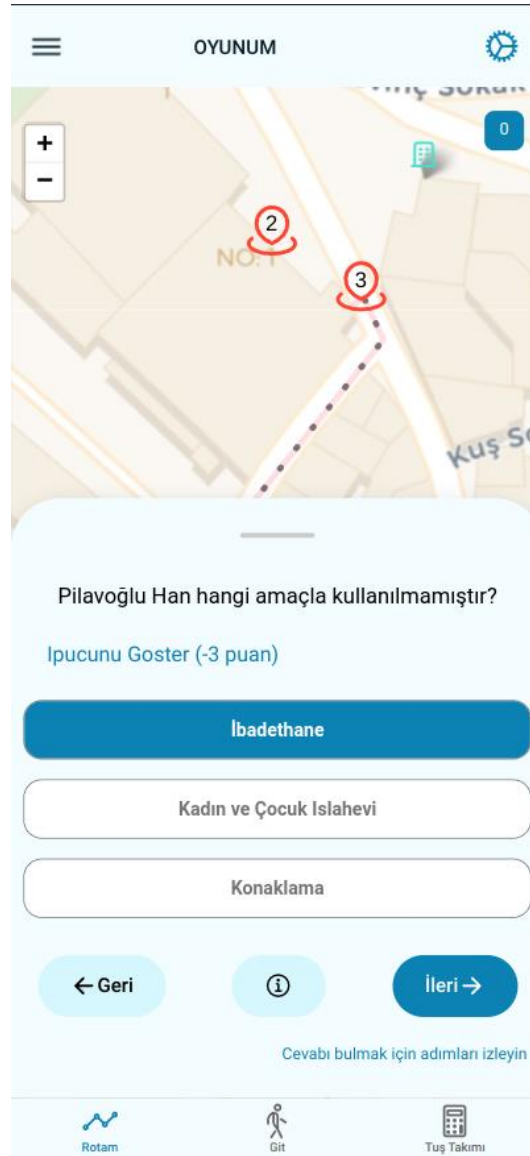 OYUNUM
+
0
−
2
NO: 1
3
Kuş
Pilavoğlu Han hangi amaçla kullanılmamıştır?
Ipucunu Goster (-3 puan)
İbadethane
Kadın ve Çocuk Islahevi
Konaklama
← Geri
İleri →
Cevabı bulmak için adımları izleyin
Rotam
Git
Tuş Takımı